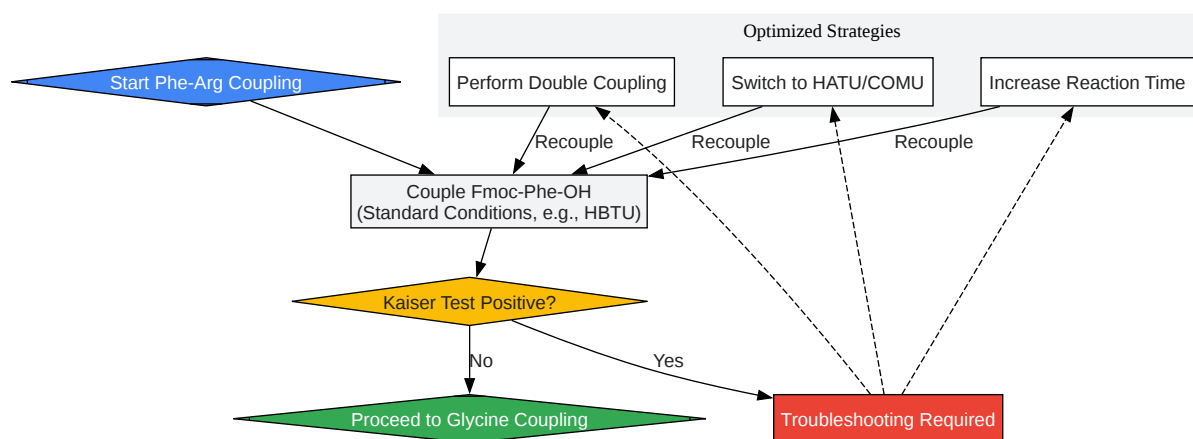 Optimized Strategies
Start Phe-Arg Coupling
Perform Double Coupling
Switch to HATU/COMU
Increase Reaction Time
Recouple
Recouple
Recouple
Couple Fmoc-Phe-OH
(Standard Conditions, e.g., HBTU)
Kaiser Test Positive?
No
Yes
Proceed to Glycine Coupling
Troubleshooting Required